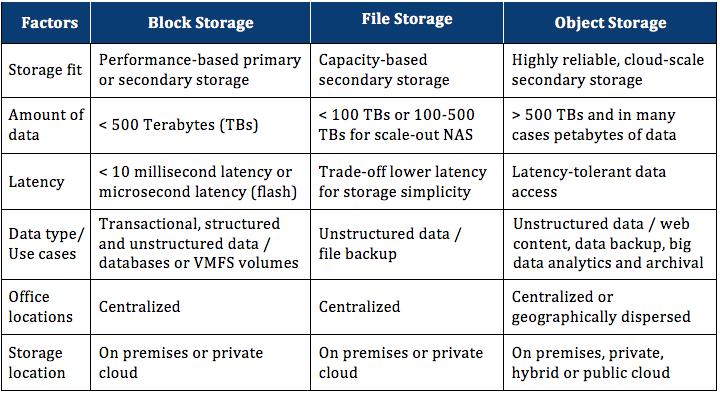 Factors Block Storage File Storage Object Storage
Storage fit
Performance-based primary
or secondary storage
Capacity-based
secondary storage
Highly reliable, cloud-scale
secondary storage
Amount of
data
< 500 Terabytes (TBs)
< 100 TBs or 100-500
TBs for scale-out NAS
> 500 TBs and in many
cases petabytes of data
Latency
< 10 millisecond latency or
microsecond latency (flash)
Trade-off lower latency
for storage simplicity
Latency-tolerant data
access
Data type/
Use cases
Transactional, structured
and unstructured data /
databases or VMFS volumes
Unstructured data /
file backup
Unstructured data / web
content, data backup, big
data analytics and archival
Office
locations
Centralized
Centralized
Centralized or
geographically dispersed
Storage
location
On premises or private
cloud
On premises or private
cloud
On premises, private,
hybrid or public cloud